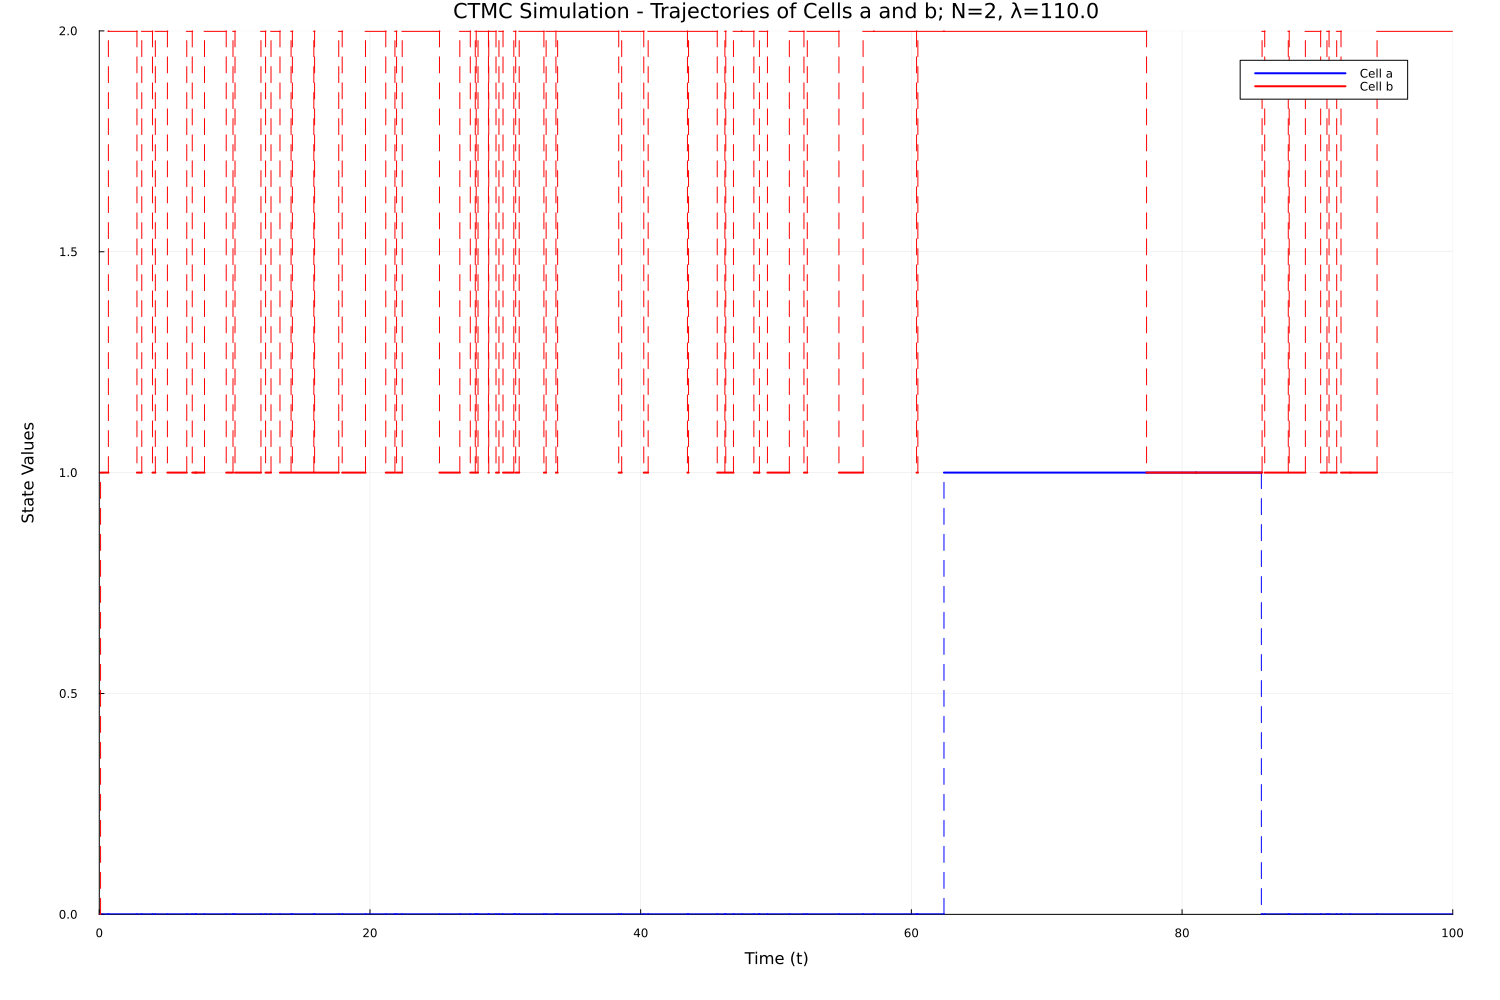 CTMC Simulation - Trajectories of Cells a and b; N=2, λ=110.0
2.0
Cell a
Cell b
1.5
1.0
State Values
0.5
0.0
0 20 40 60 80 100
Time (t)